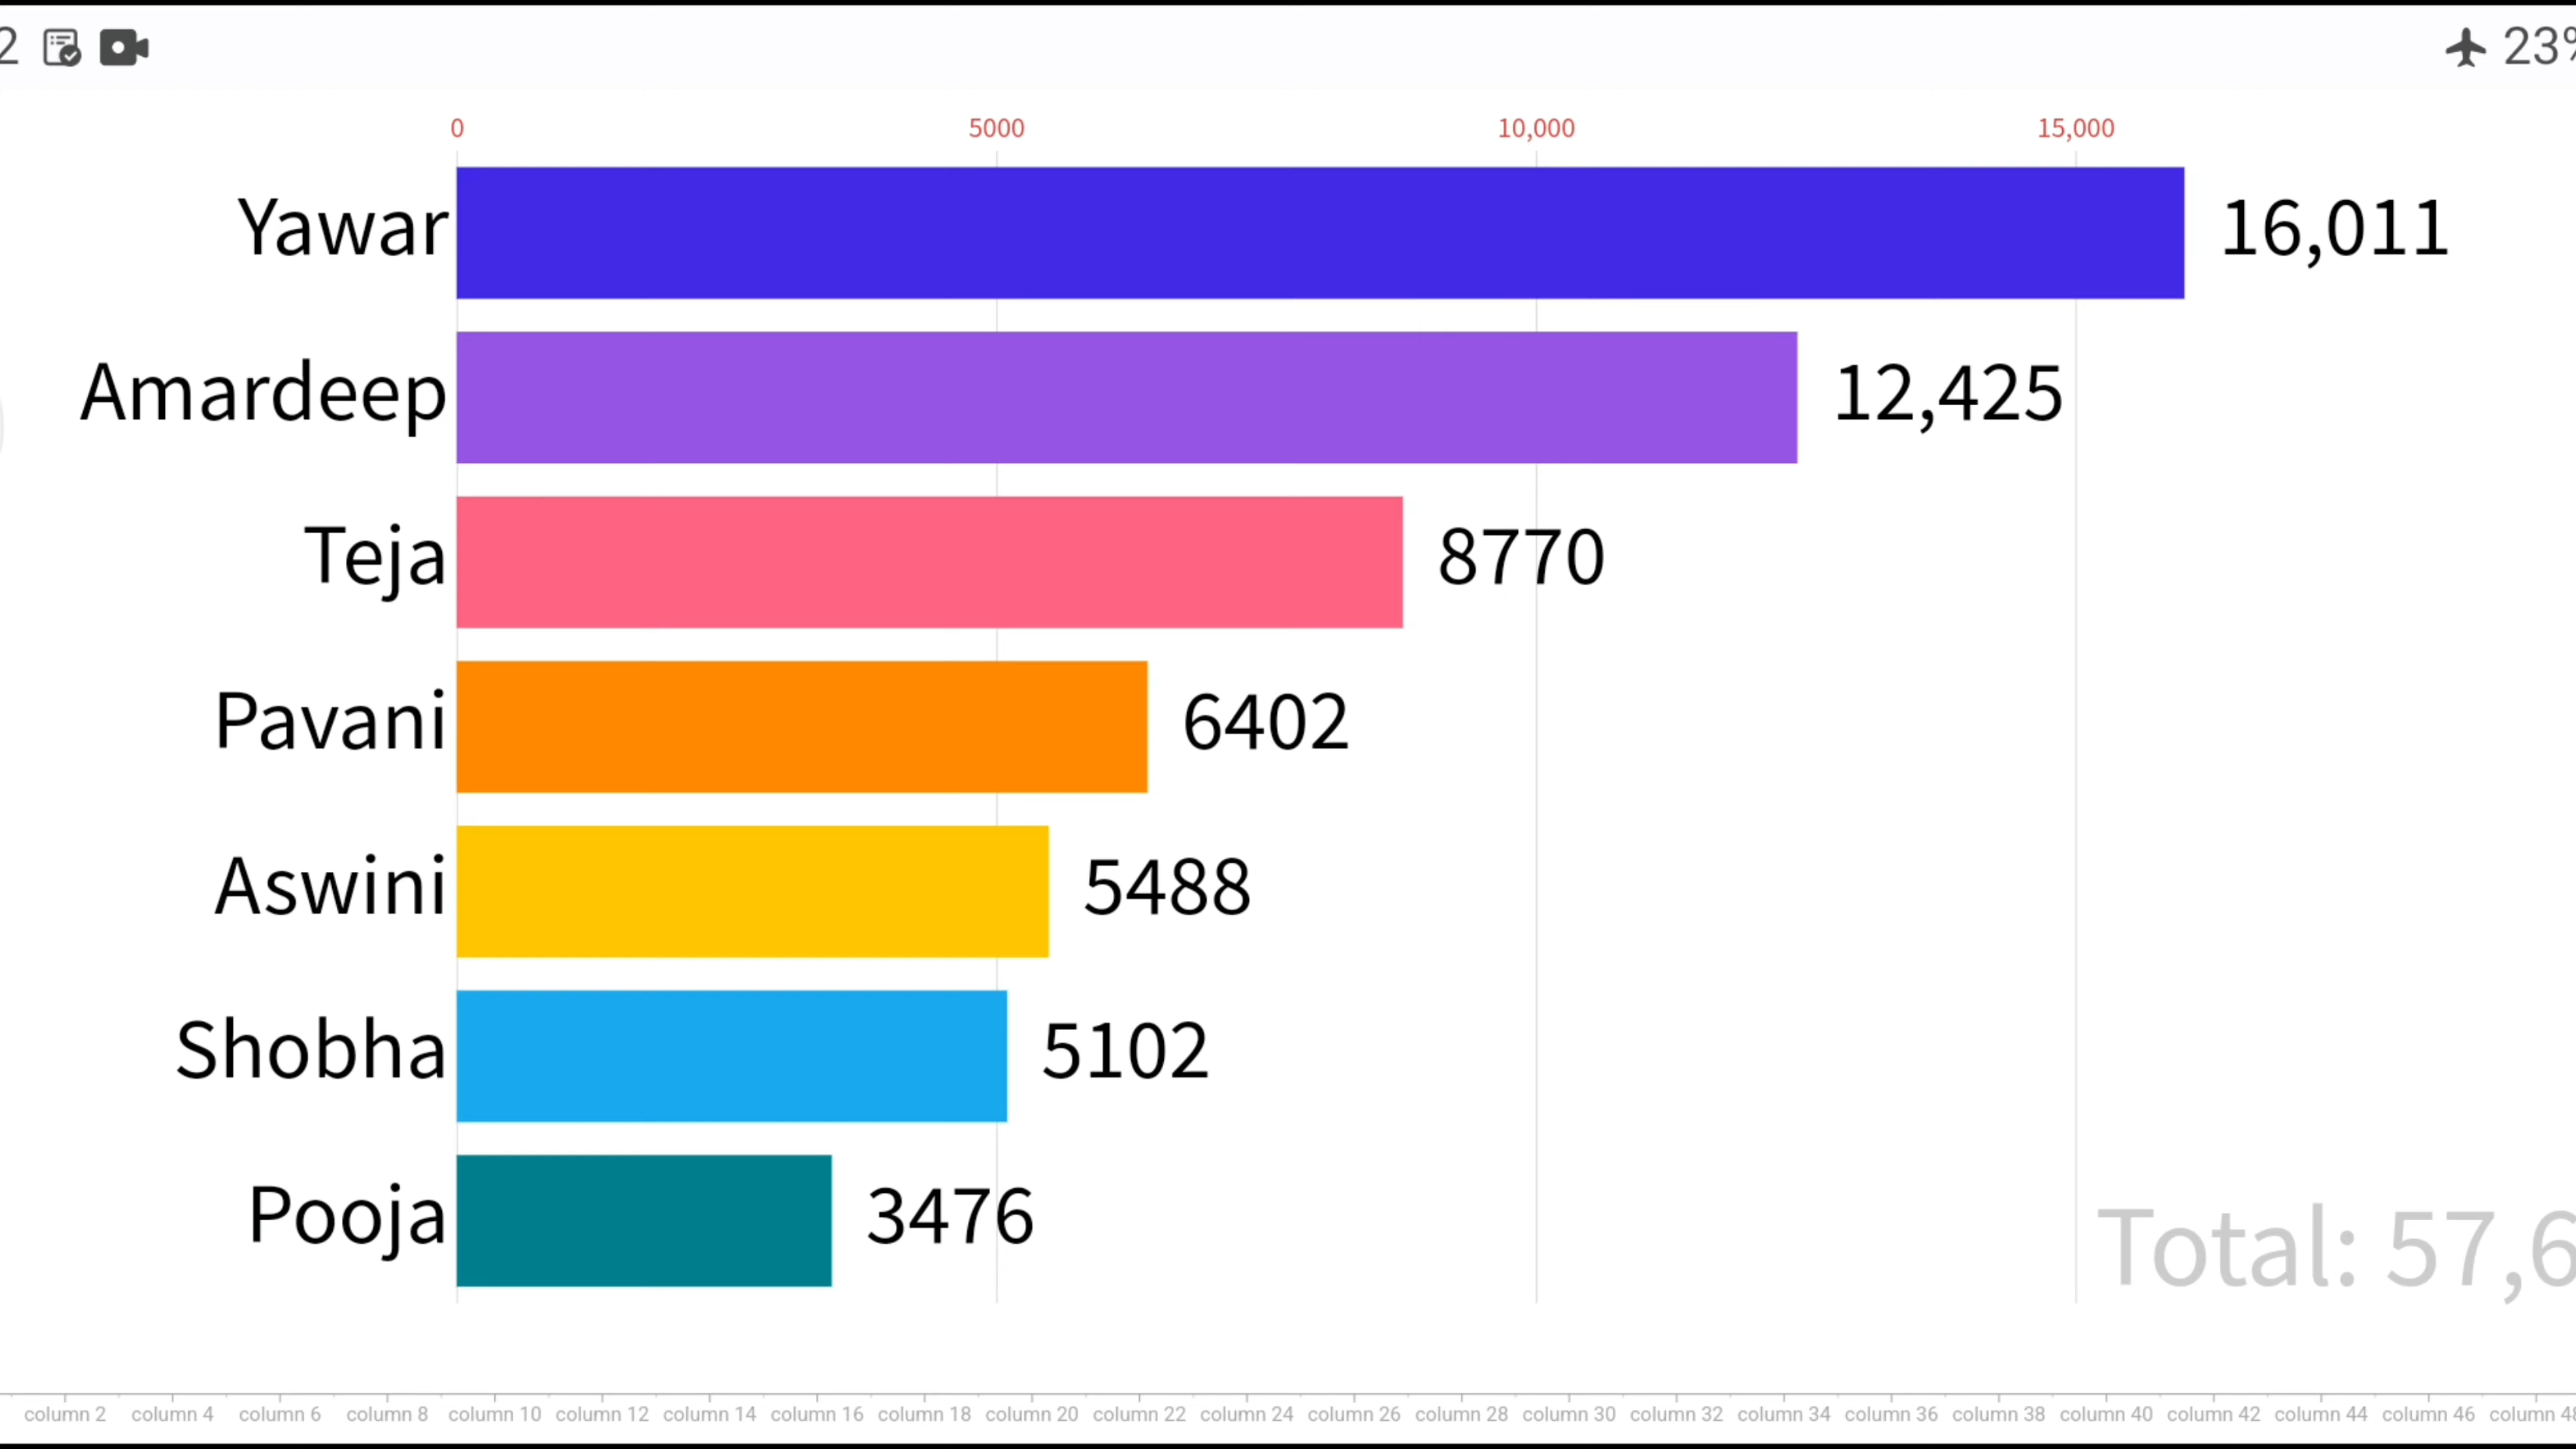 2 23%
0 5000 10,000 15,000
Yawar 16,011
Amardeep 12,425
Teja 8770
Pavani 6402
Aswini 5488
Shobha 5102
Pooja 3476
Total: 57,6
column 2 column 4 column 6 column 8 column 10 column 12 column 14 column 16 column 18 column 20 column 22 column 24 column 26 column 28 column 30 column 32 column 34 column 36 column 38 column 40 column 42 column 44 column 46 column 48